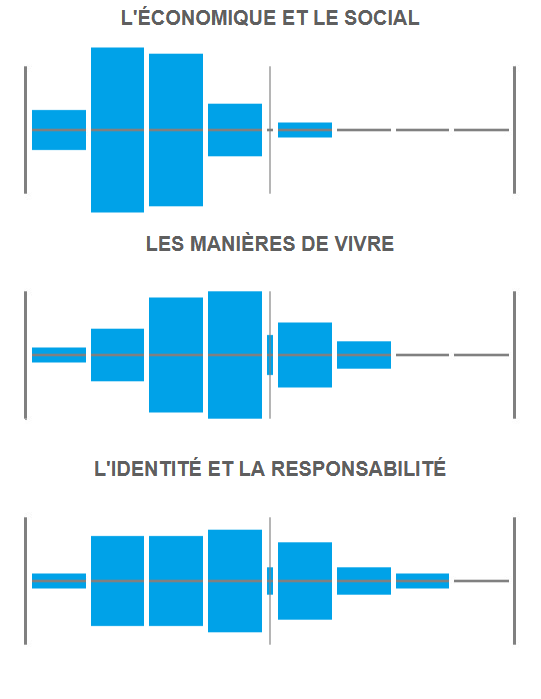 L'ÉCONOMIQUE ET LE SOCIAL
LES MANIÈRES DE VIVRE
L'IDENTITÉ ET LA RESPONSABILITÉ